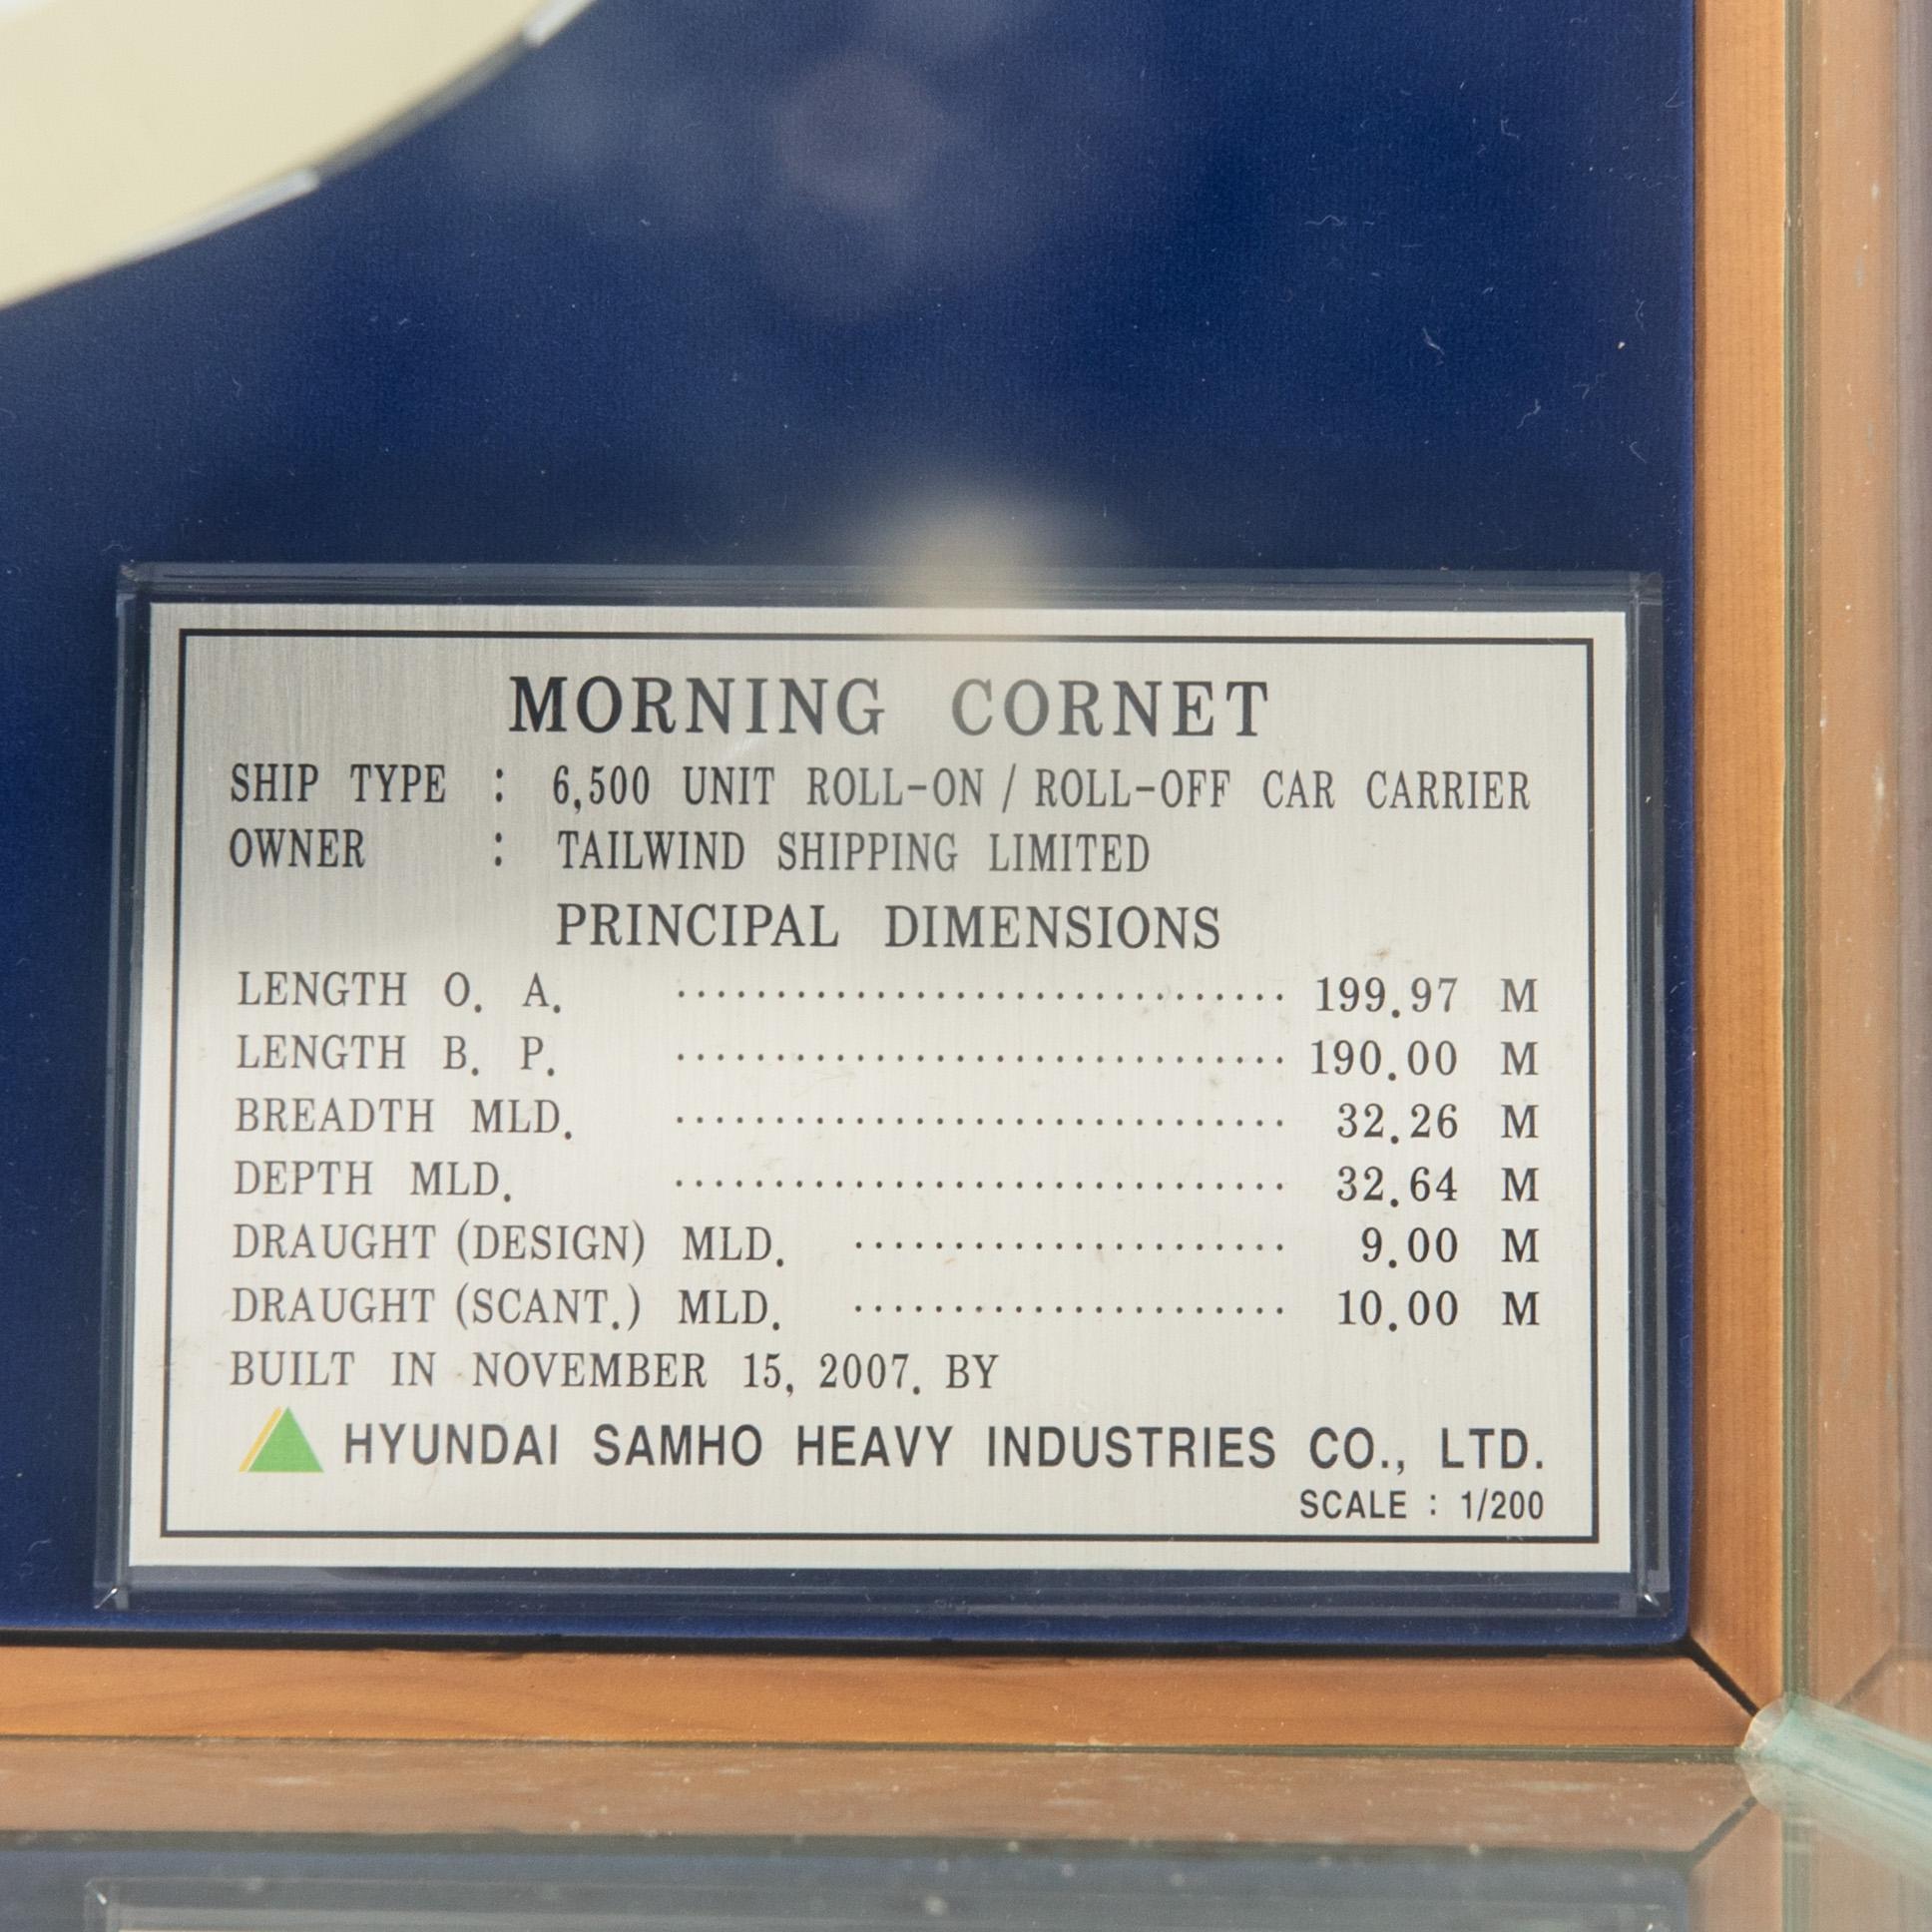 MORNING CORNET
SHIP TYPE : 6,500 UNIT ROLL-ON / ROLL-OFF CAR CARRIER
OWNER : TAILWIND SHIPPING LIMITED
PRINCIPAL DIMENSIONS
LENGTH O. A. ······························· 199.97 M
LENGTH B. P. ······························· 190.00 M
BREADTH MLD. ······························· 32.26 M
DEPTH MLD. ······························· 32.64 M
DRAUGHT (DESIGN) MLD. ······················ 9.00 M
DRAUGHT (SCANT.) MLD. ······················ 10.00 M
BUILT IN NOVEMBER 15, 2007. BY
HYUNDAI SAMHO HEAVY INDUSTRIES CO., LTD.
SCALE : 1/200